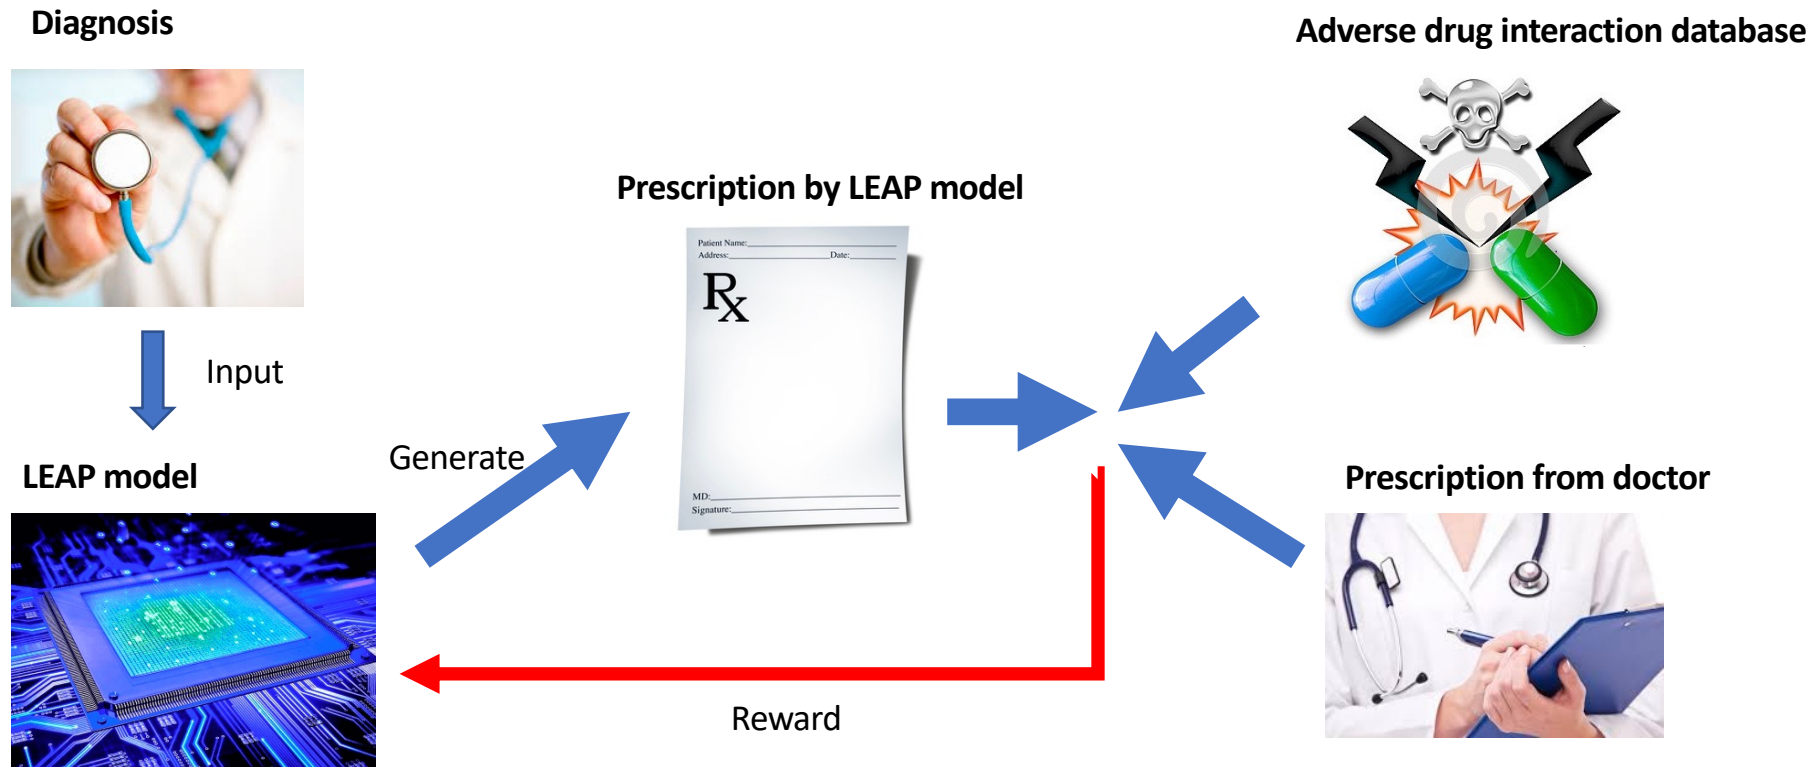 Diagnosis
Adverse drug interaction database
Prescription by LEAP model
Patient Name:
Address: Date:
Rx
Input
Generate
LEAP model
MD:
Signature:
Prescription from doctor
Reward